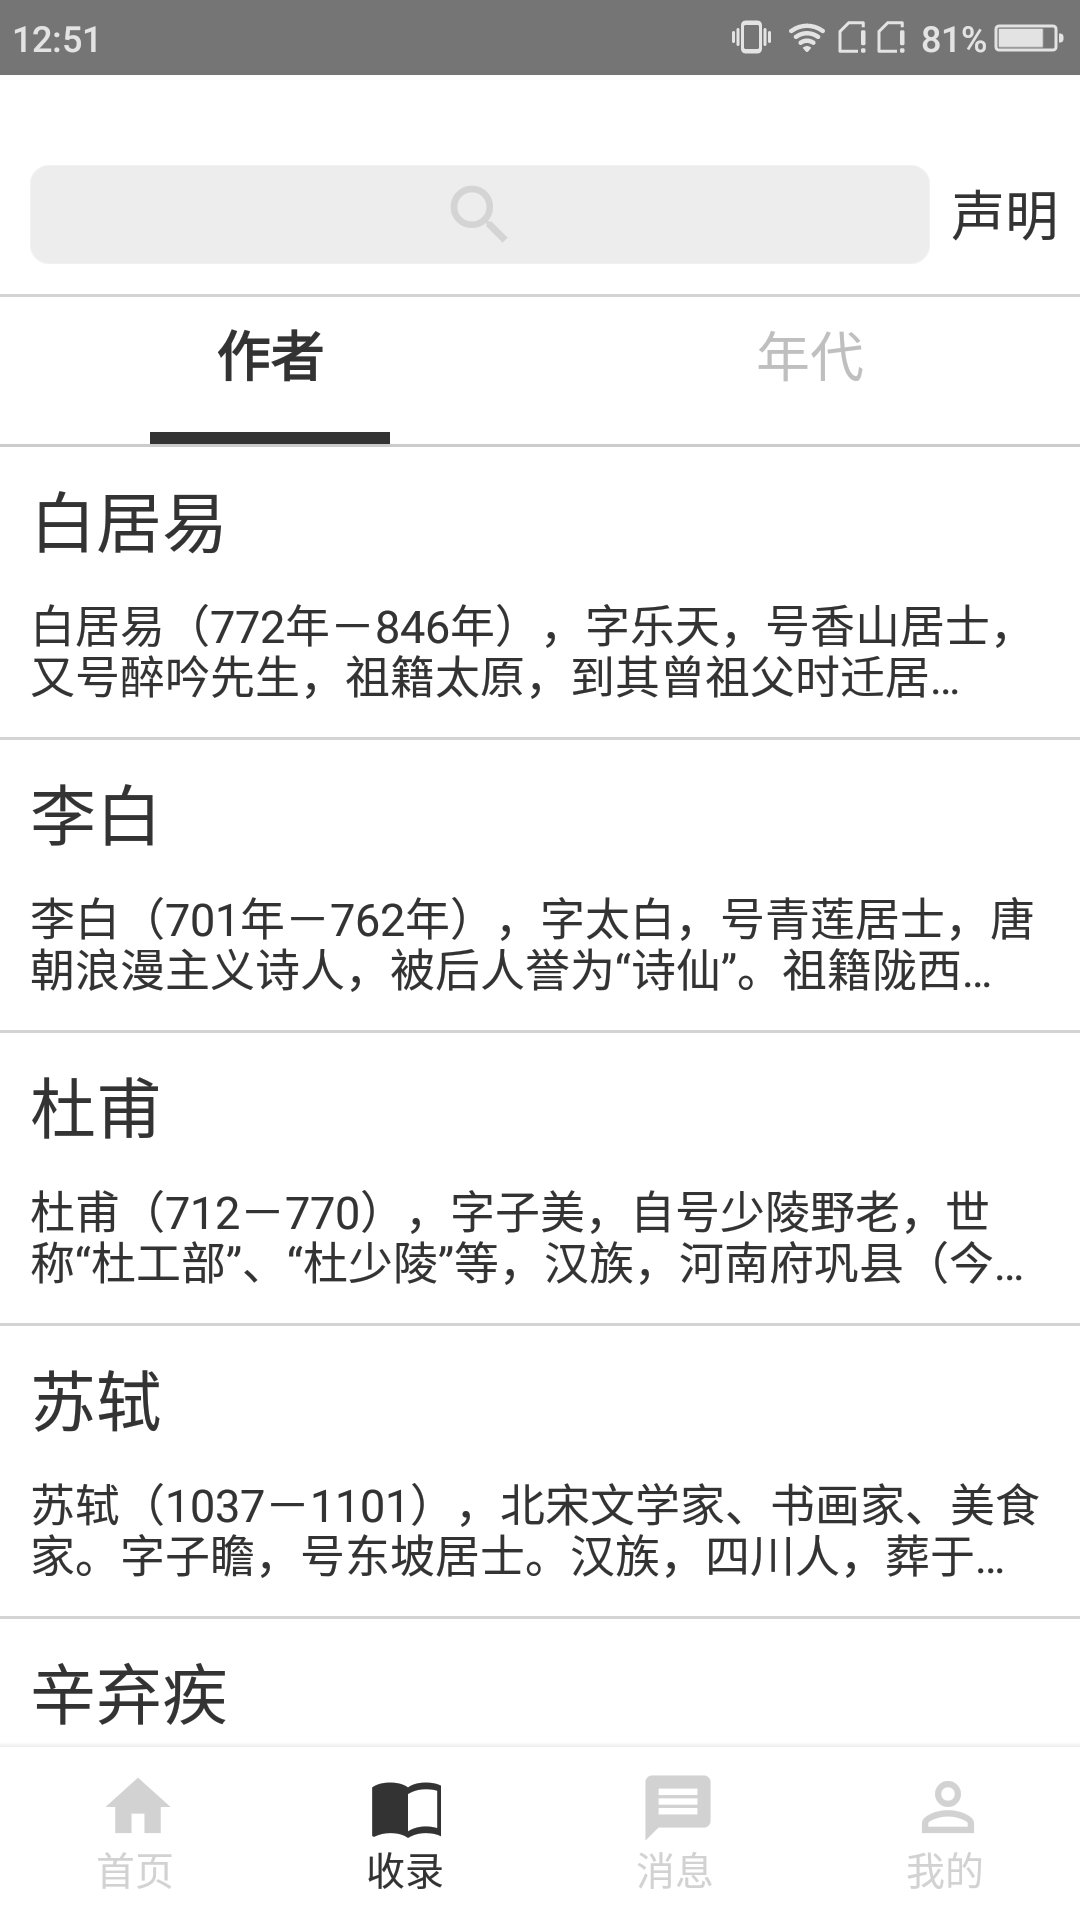 12:51 81%
声明
作者 年代
白居易
白居易（772年－846年），字乐天，号香山居士，
又号醉吟先生，祖籍太原，到其曾祖父时迁居...
李白
李白（701年－762年），字太白，号青莲居士，唐
朝浪漫主义诗人，被后人誉为“诗仙”。祖籍陇西...
杜甫
杜甫（712－770），字子美，自号少陵野老，世
称“杜工部”、“杜少陵”等，汉族，河南府巩县（今...
苏轼
苏轼（1037－1101），北宋文学家、书画家、美食
家。字子瞻，号东坡居士。汉族，四川人，葬于...
辛弃疾
首页 收录 消息 我的